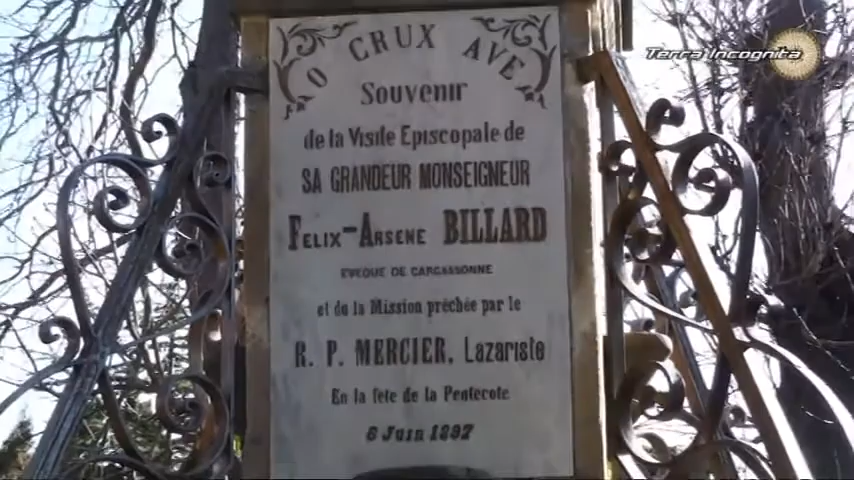 Terra Incognita
O CRUX AVE
SOUVENIR
de la VISITE EPISCOPALE de
SA GRANDEUR MONSEIGNEUR
FELIX-ARSENE BILLARD
EVEQUE DE CARCASSONNE
et de la MISSION prêchée par le
R. P. MERCIER, LAZARISTE
EN la fête de la PENTECOTE
6 JUIN 1897